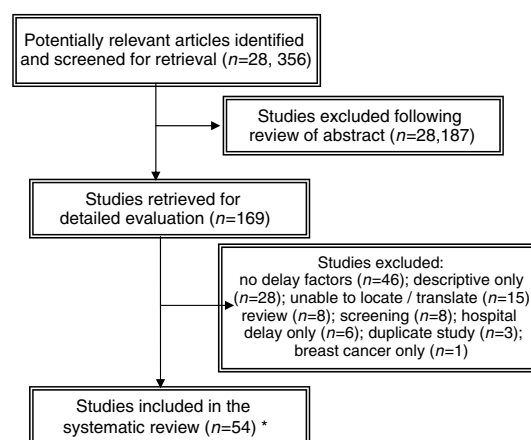 Potentially relevant articles identified
and screened for retrieval (n=28, 356)
Studies excluded following
review of abstract (n=28,187)
Studies retrieved for
detailed evaluation (n=169)
Studies excluded:
no delay factors (n=46); descriptive only
(n=28); unable to locate / translate (n=15)
review (n=8); screening (n=8); hospital
delay only (n=6); duplicate study (n=3);
breast cancer only (n=1)
Studies included in the
systematic review (n=54) *